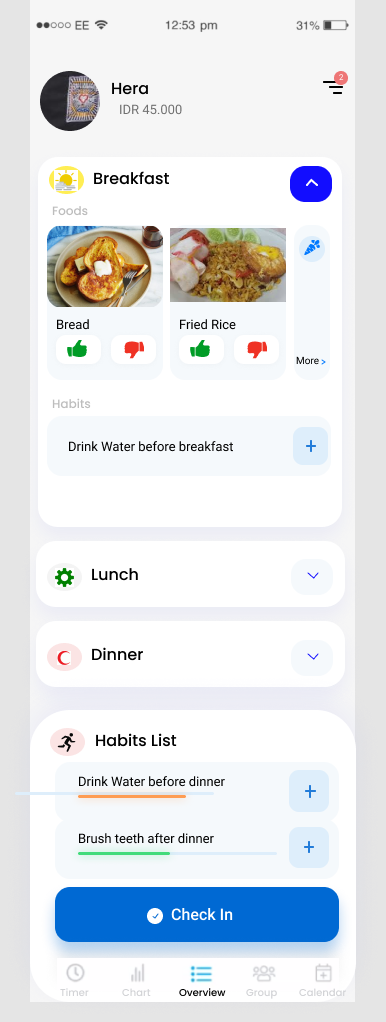 EE 12:53 pm 31%
2
Hera
IDR 45.000
Breakfast
Foods
Bread
Fried Rice
More >
Habits
Drink Water before breakfast
+
Lunch
Dinner
Habits List
Drink Water before dinner
+
Brush teeth after dinner
+
Check In
Timer Chart Overview Group Calendar